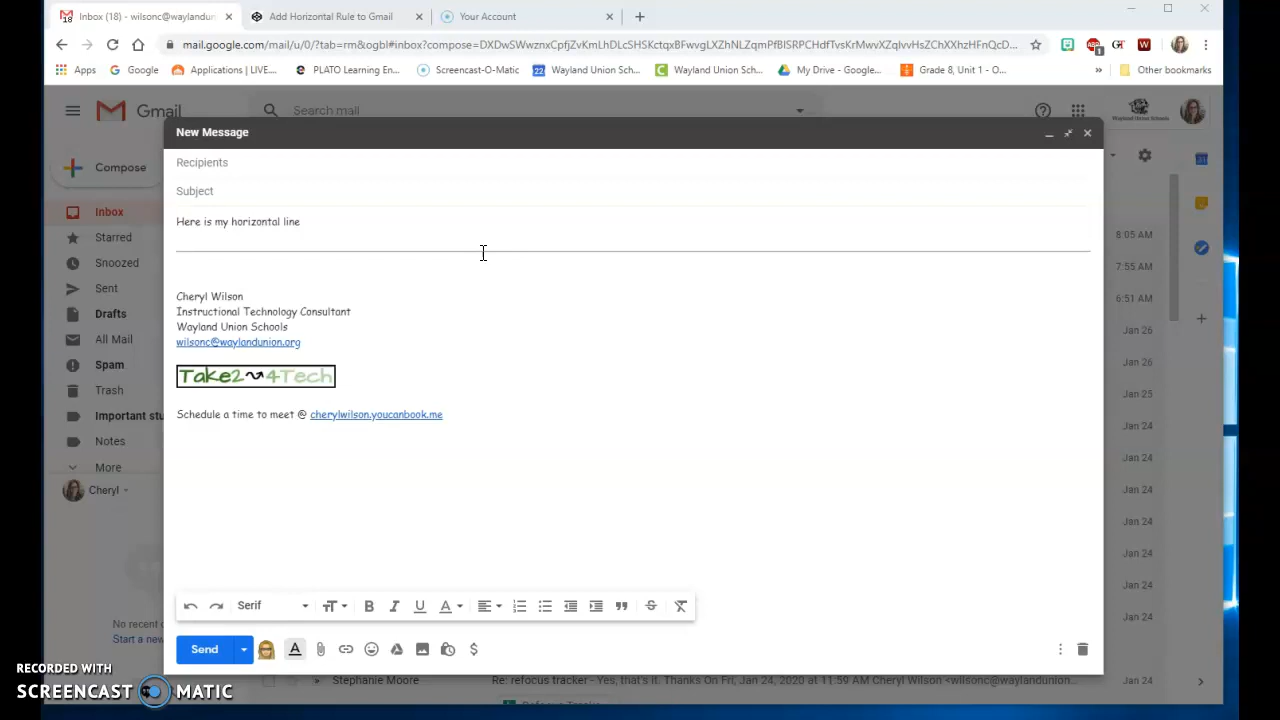 Inbox (18) - wilsonc@waylandun
Add Horizontal Rule to Gmail
Your Account
mail.google.com/mail/u/0/?tab=rm&ogbl#inbox?compose=
Apps
Google
Applications | LIVE....
PLATO Learning En...
Screencast-O-Matic
Wayland Union Sch...
Wayland Union Sch...
My Drive - Google...
Grade 8, Unit 1 - O...
»
Other bookmarks
18
22
GT
W
1
Gmail
Search mail
Wayland Union Schools
Compose
Inbox
Starred
Snoozed
Sent
Drafts
All Mail
Spam
Trash
Important stu
Notes
More
Cheryl
No recent c
Start a new
New Message
Recipients
Subject
Here is my horizontal line
Cheryl Wilson
Instructional Technology Consultant
Wayland Union Schools
wilsonc@waylandunion.org
Take2 4Tech
Schedule a time to meet @ cherylwilson.youcanbook.me
Serif
Send
8:05 AM
7:55 AM
6:51 AM
Jan 26
Jan 26
Jan 25
Jan 24
Jan 24
Jan 24
Jan 24
Jan 24
Jan 24
Jan 24
Stephanie Moore
Re: refocus tracker - Yes, that's it. Thanks On Fri, Jan 24, 2020 at 11:59 AM Cheryl Wilson <wilsonc@waylandunion...
Jan 24
RECORDED WITH
SCREENCAST MATIC